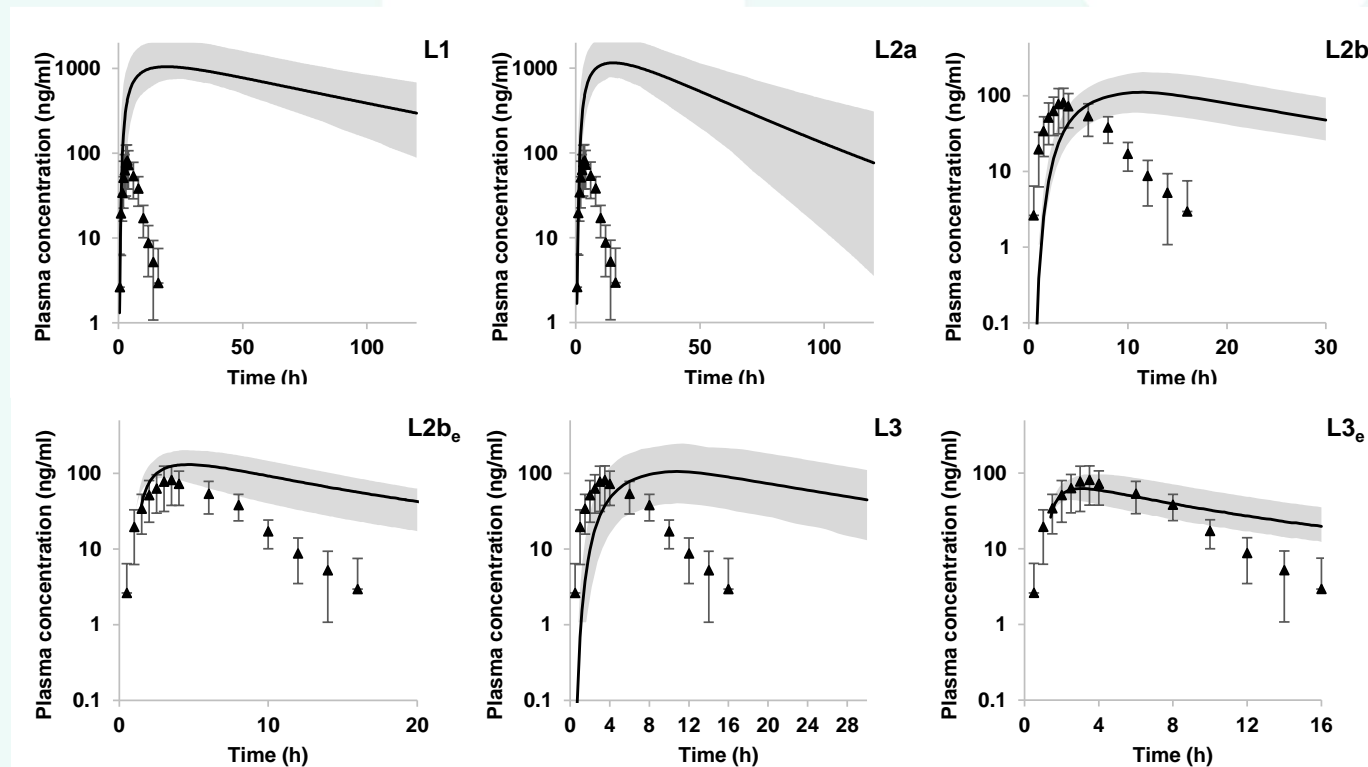 L1
Plasma concentration (ng/ml)
1000
100
10
1
0 50 100
Time (h)
L2a
Plasma concentration (ng/ml)
1000
100
10
1
0 50 100
Time (h)
L2b
Plasma concentration (ng/ml)
100
10
1
0.1
0 10 20 30
Time (h)
L2be
Plasma concentration (ng/ml)
100
10
1
0.1
0 10 20
Time (h)
L3
Plasma concentration (ng/ml)
100
10
1
0.1
0 4 8 12 16 20 24 28
Time (h)
L3e
Plasma concentration (ng/ml)
100
10
1
0.1
0 4 8 12 16
Time (h)